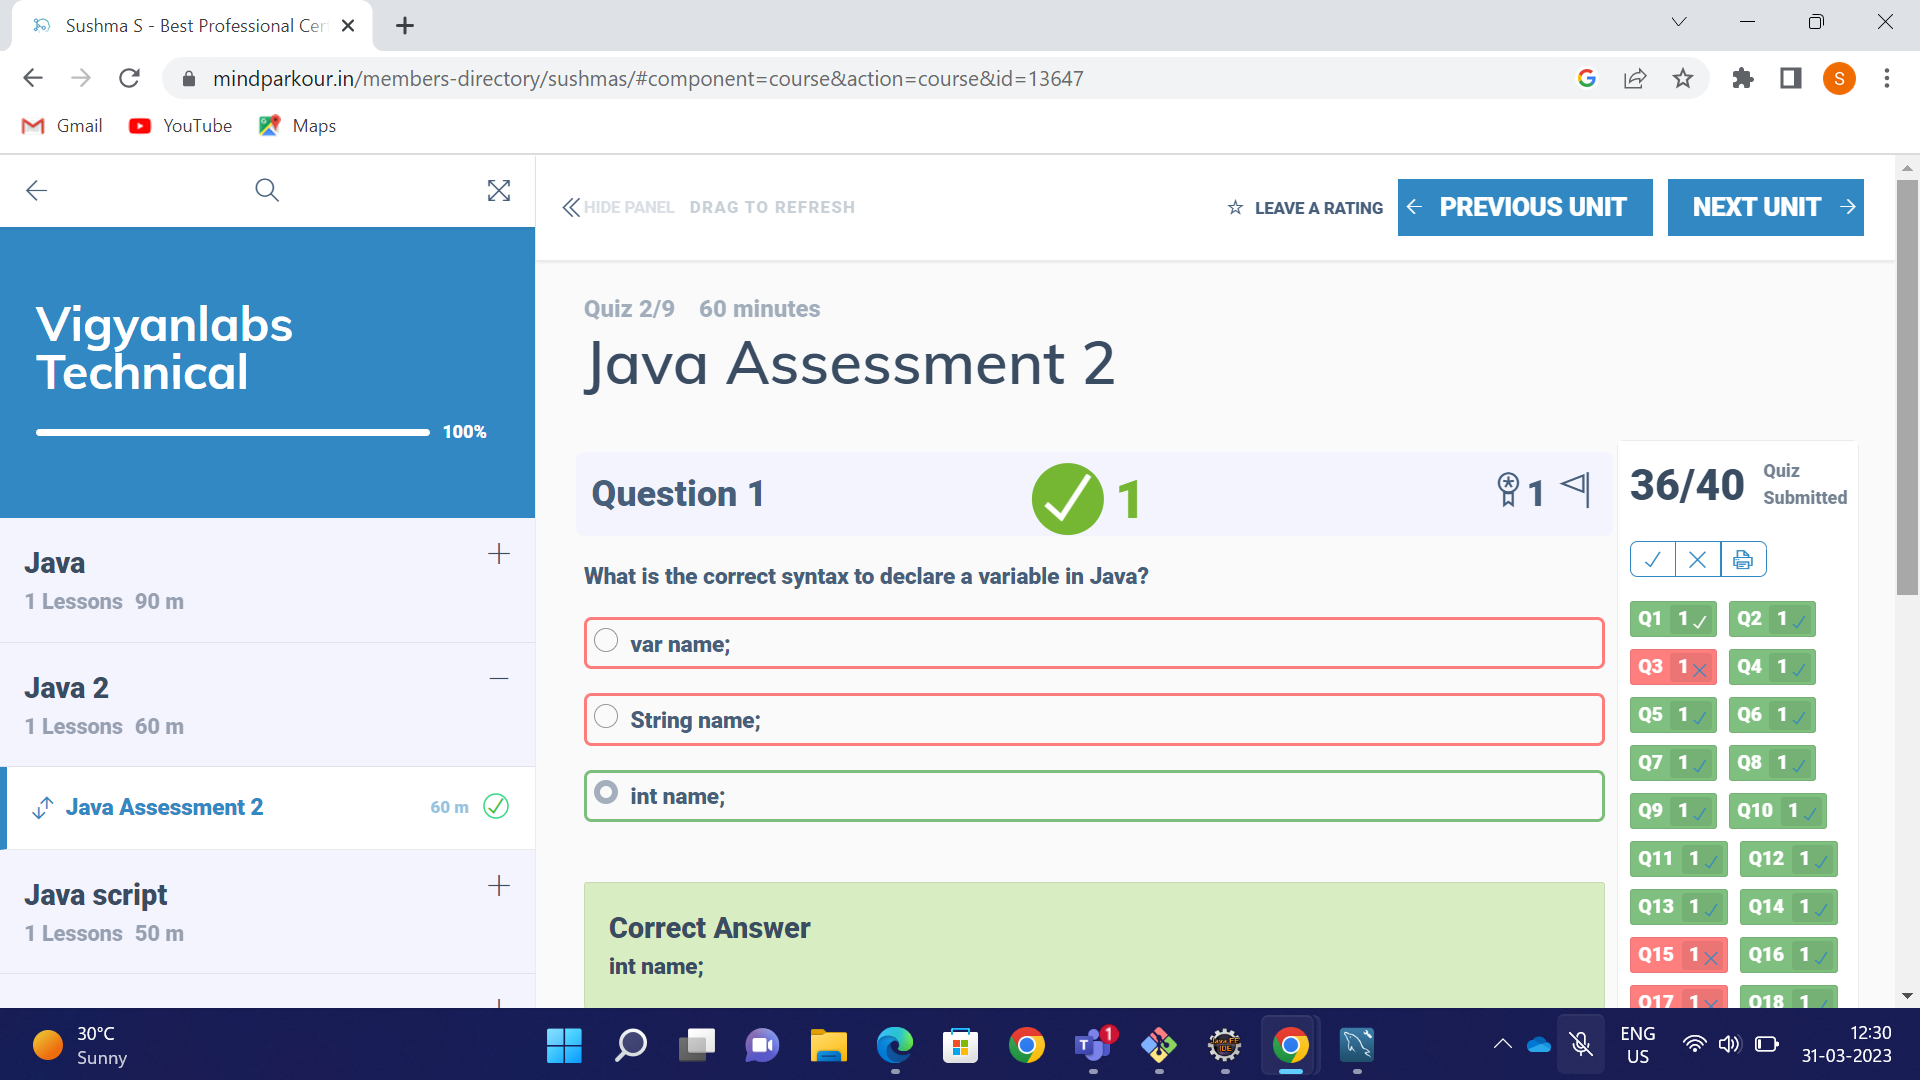 Sushma S - Best Professional Cer
mindparkour.in/members-directory/sushmas/#component=course&action=course&id=13647
S
Gmail YouTube Maps
HIDE PANEL DRAG TO REFRESH
LEAVE A RATING
PREVIOUS UNIT
NEXT UNIT
Vigyanlabs
Technical
100%
Java
1 Lessons 90 m
Java 2
1 Lessons 60 m
Java Assessment 2 60 m
Java script
1 Lessons 50 m
Quiz 2/9 60 minutes
Java Assessment 2
Question 1 1 1
What is the correct syntax to declare a variable in Java?
var name;
String name;
int name;
Correct Answer
int name;
36/40 Quiz Submitted
Q1 1 Q2 1
Q3 1 Q4 1
Q5 1 Q6 1
Q7 1 Q8 1
Q9 1 Q10 1
Q11 1 Q12 1
Q13 1 Q14 1
Q15 1 Q16 1
Q17 1 Q18 1
30°C
Sunny
1
ENG
US
12:30
31-03-2023